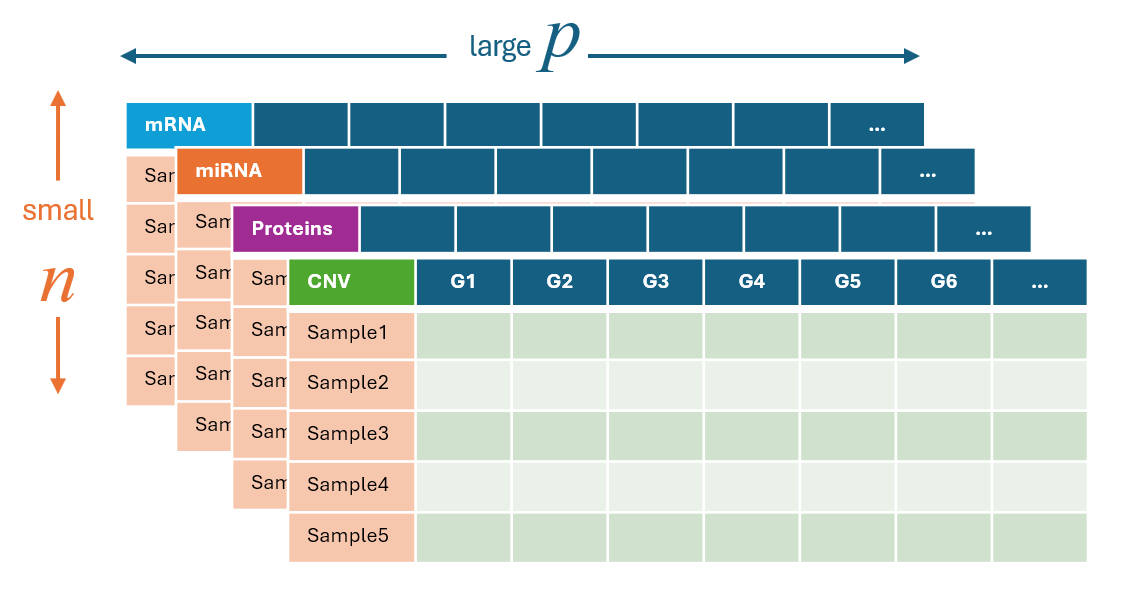 large p
mRNA ...
Sar
miRNA ...
Sar
Sam
Proteins ...
small
n
Sar
Sam
Sam
CNV G1 G2 G3 G4 G5 G6 ...
Sar
Sam
Sam
Sample1
Sar
Sam
Sam
Sample2
Sam
Sam
Sample3
Sam
Sample4
Sample5